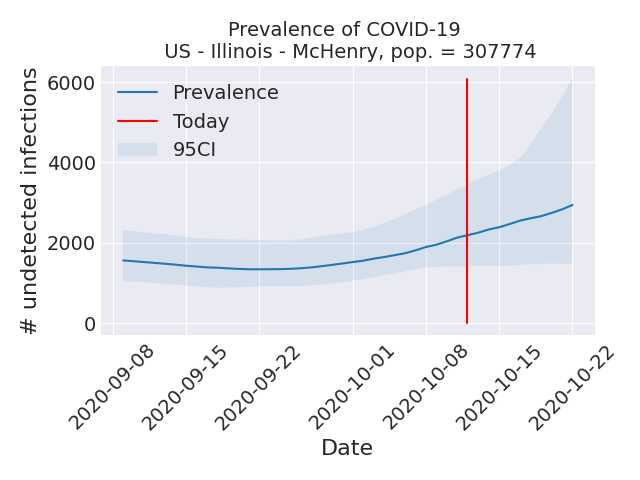 Prevalence of COVID-19
US - Illinois - McHenry, pop. = 307774
# undetected infections
6000
4000
2000
0
Prevalence
Today
95CI
2020-09-08
2020-09-15
2020-09-22
2020-10-01
2020-10-08
2020-10-15
2020-10-22
Date